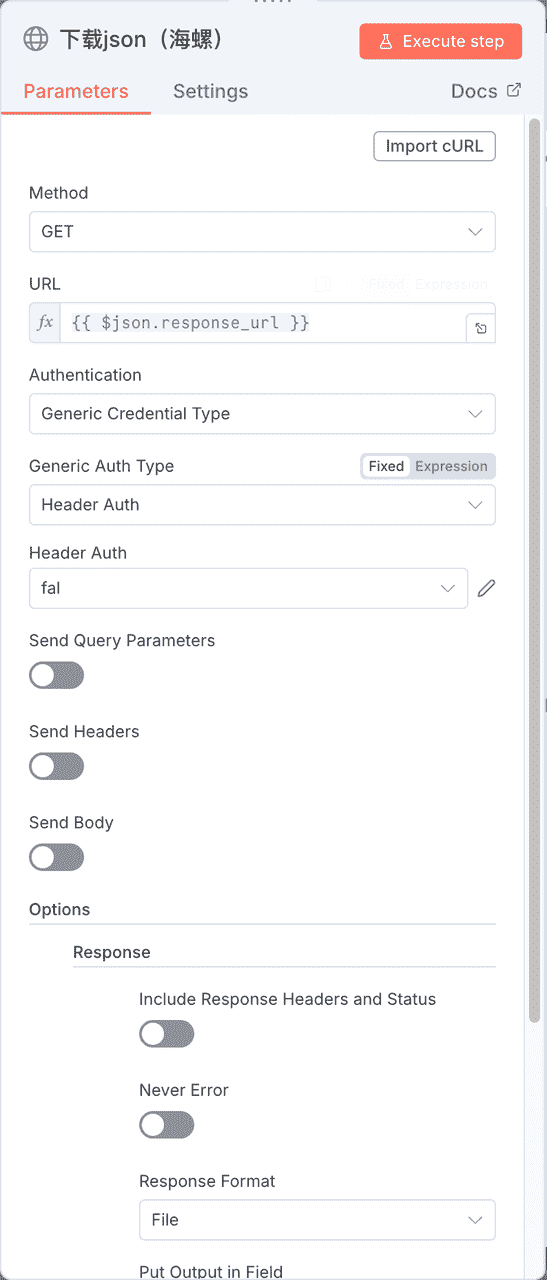 下载json（海螺）
Execute step
Parameters
Settings
Docs
Import cURL
Method
GET
URL
Fixed
Expression
fx
{{ $json.response_url }}
Authentication
Generic Credential Type
Generic Auth Type
Fixed
Expression
Header Auth
Header Auth
fal
Send Query Parameters
Send Headers
Send Body
Options
Response
Include Response Headers and Status
Never Error
Response Format
File
Put Output in Field